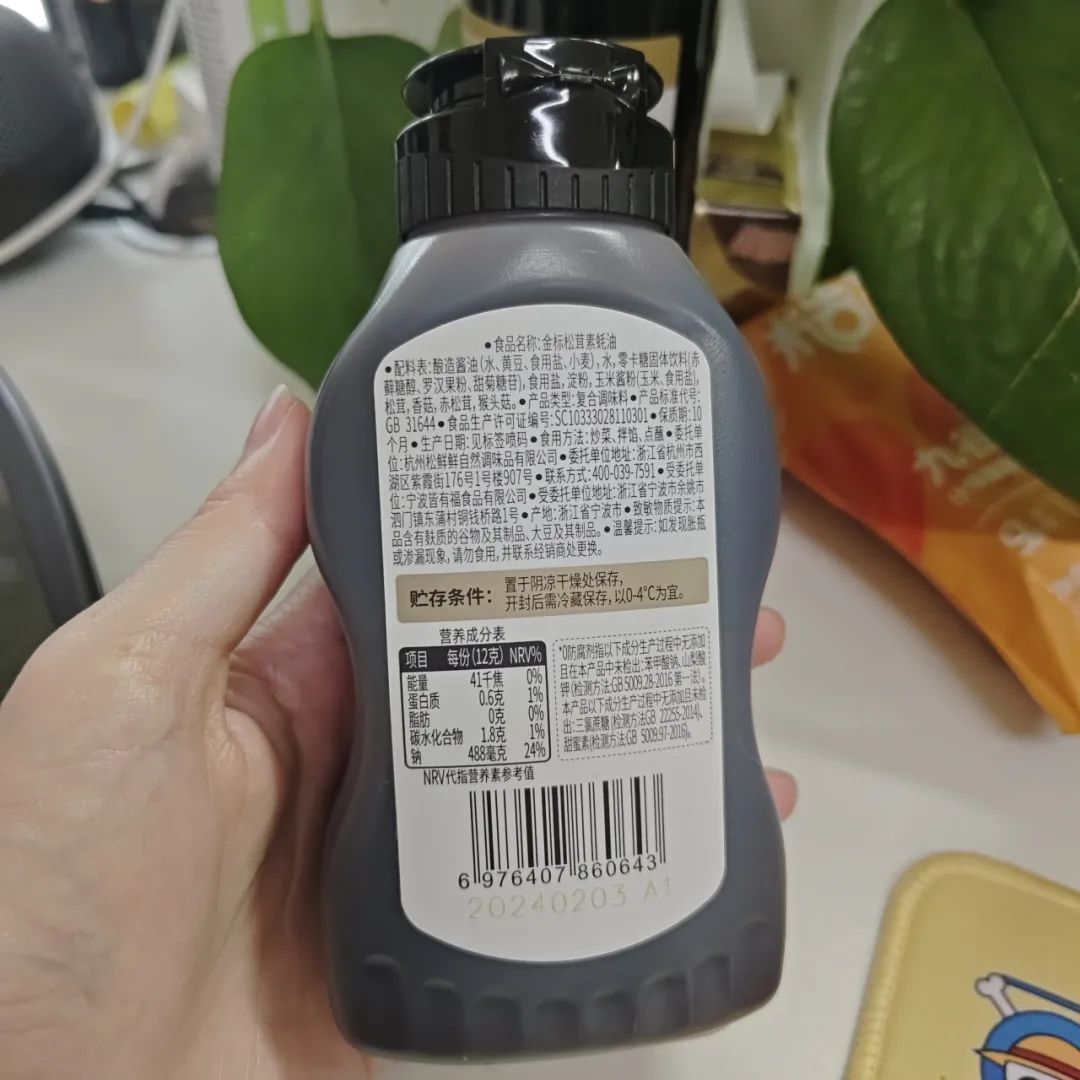 ●食品名称:金标松茸素蚝油
●配料表:酿造酱油(水、黄豆、食用盐、小麦),水,零卡糖固体饮料(赤
藓糖醇、罗汉果粉、甜菊糖苷),食用盐,淀粉,玉米酱粉(玉米、食用盐),
松茸,香菇,赤松茸,猴头菇。●产品类型:复合调味料●产品标准代号:
GB 31644●食品生产许可证编号:SC10333028110301●保质期:10
个月●生产日期:见标签喷码●食用方法:炒菜、拌馅、点蘸●委托单
位:杭州松鲜鲜自然调味品有限公司●委托单位地址:浙江省杭州市西
湖区紫霞街176号1号楼907号●联系方式:400-039-7591●受委托单
位:宁波皆有福食品有限公司●受委托单位地址:浙江省宁波市余姚市
泗门镇东蒲村铜钱桥路1号●产地:浙江省宁波市●致敏物质提示:本
品含有麸质的谷物及其制品、大豆及其制品。●温馨提示:如发现胀瓶
或渗漏现象,请勿食用,并联系经销商处更换。
贮存条件: 置于阴凉干燥处保存,
开封后需冷藏保存,以0-4°C为宜。
营养成分表
项目 每份(12克) NRV%
能量 41千焦 0%
蛋白质 0.6克 1%
脂肪 0克 0%
碳水化合物 1.8克 1%
钠 488毫克 24%
NRV代指营养素参考值
*0防腐剂指以下成分生产过程中无添加
且在本产品中未检出:苯甲酸钠,山梨酸
钾(检测方法:GB 5009.28-2016 第一法)。
本产品以下成分生产过程中无添加且未检
出:三氯蔗糖(检测方法GB 22255-2014)、
甜蜜素(检测方法:GB 5009.97-2016)。
6 976407 860643
20240203 A1